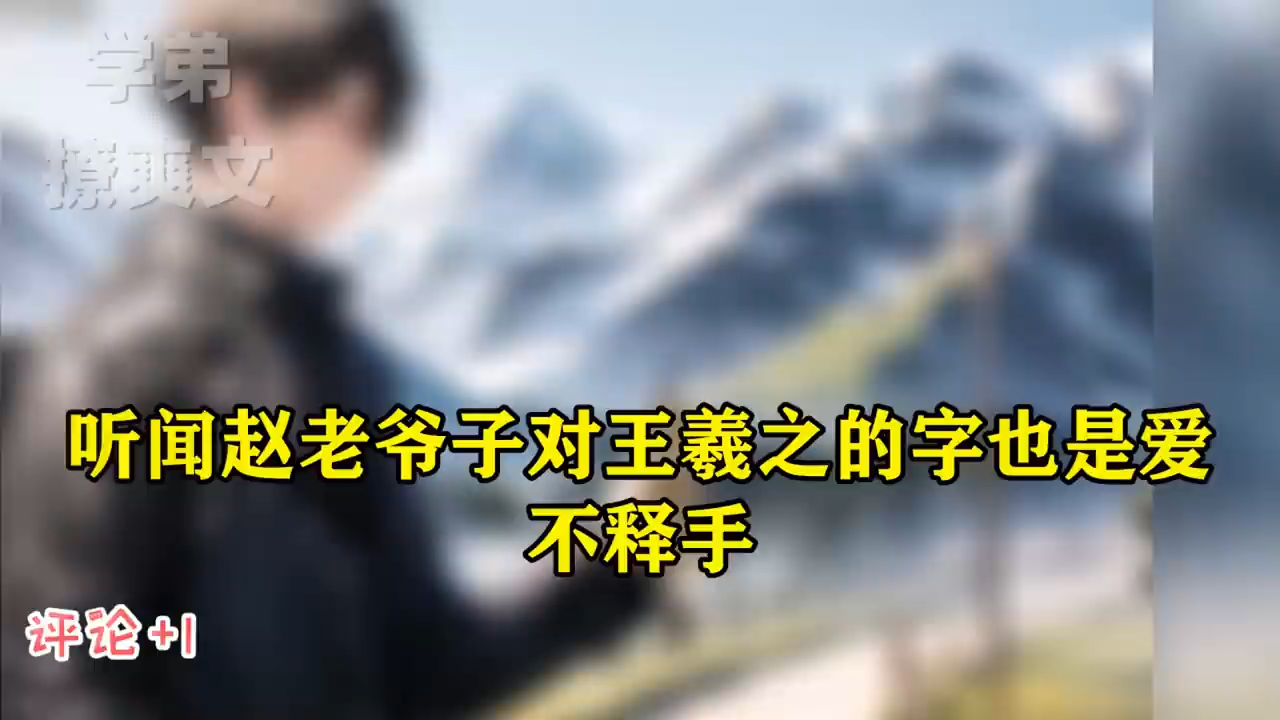 学弟
撩爽文
听闻赵老爷子对王羲之的字也是爱
不释手
评论+1